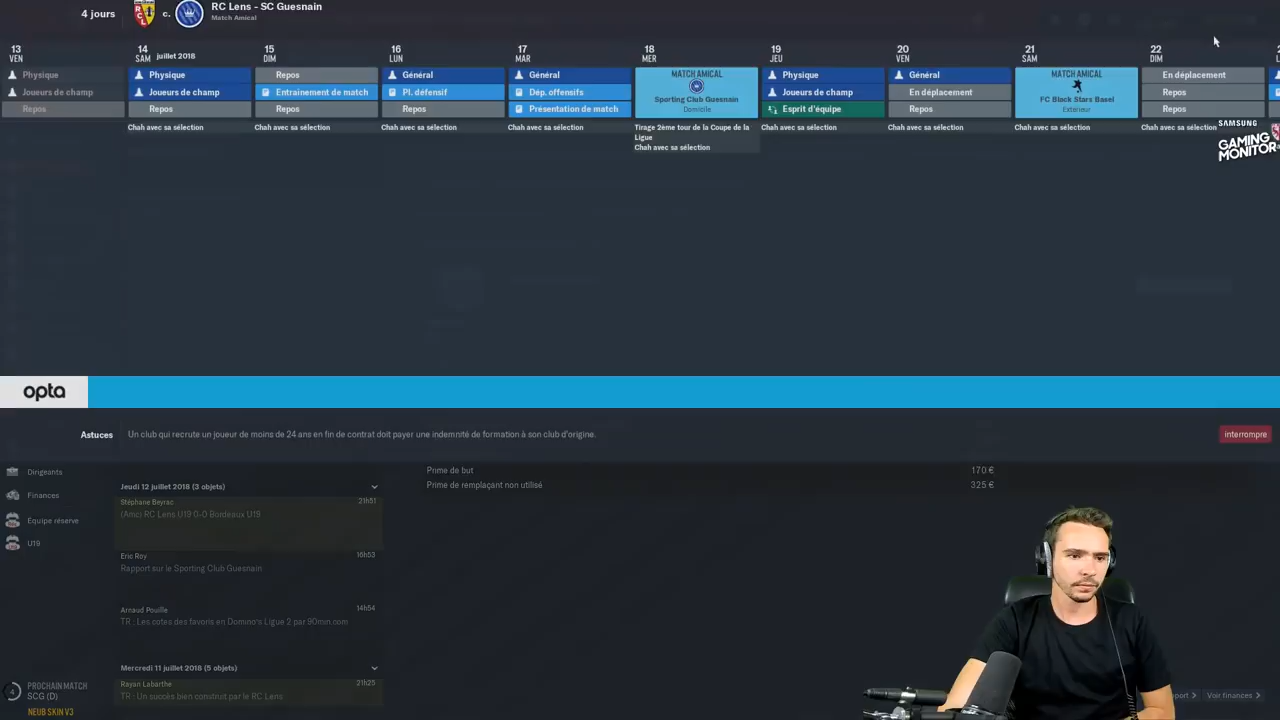 4 jours
c.
RC Lens - SC Guesnain
Match Amical
13
VEN
Physique
Joueurs de champ
Repos
14
SAM
juillet 2018
Physique
Joueurs de champ
Repos
Chah avec sa sélection
15
DIM
Repos
Entrainement de match
Repos
Chah avec sa sélection
16
LUN
Général
Pl. défensif
Repos
Chah avec sa sélection
17
MAR
Général
Dép. offensifs
Présentation de match
Chah avec sa sélection
18
MER
MATCH AMICAL
Sporting Club Guesnain
Domicile
Tirage 2ème tour de la Coupe de la
Ligue
Chah avec sa sélection
19
JEU
Physique
Joueurs de champ
Esprit d'équipe
Chah avec sa sélection
20
VEN
Général
En déplacement
Repos
Chah avec sa sélection
21
SAM
MATCH AMICAL
FC Black Stars Basel
Extérieur
Chah avec sa sélection
22
DIM
En déplacement
Repos
Repos
Chah avec sa sélection
SAMSUNG
GAMING
MONITOR
opta
Astuces
Un club qui recrute un joueur de moins de 24 ans en fin de contrat doit payer une indemnité de formation à son club d'origine.
interrompre
Dirigeants
Finances
Équipe réserve
U19
Jeudi 12 juillet 2018 (3 objets)
Stéphane Beyrac
21h51
(Amc) RC Lens U19 0-0 Bordeaux U19
Eric Roy
16h53
Rapport sur le Sporting Club Guesnain
Arnaud Pouille
14h54
TR : Les cotes des favoris en Domino's Ligue 2 par 90min.com
Mercredi 11 juillet 2018 (5 objets)
Rayan Labarthe
21h25
TR : Un succès bien construit par le RC Lens
Prime de but
170 €
Prime de remplaçant non utilisé
325 €
4
PROCHAIN MATCH
SCG (D)
NEUB SKIN V3
Voir finances